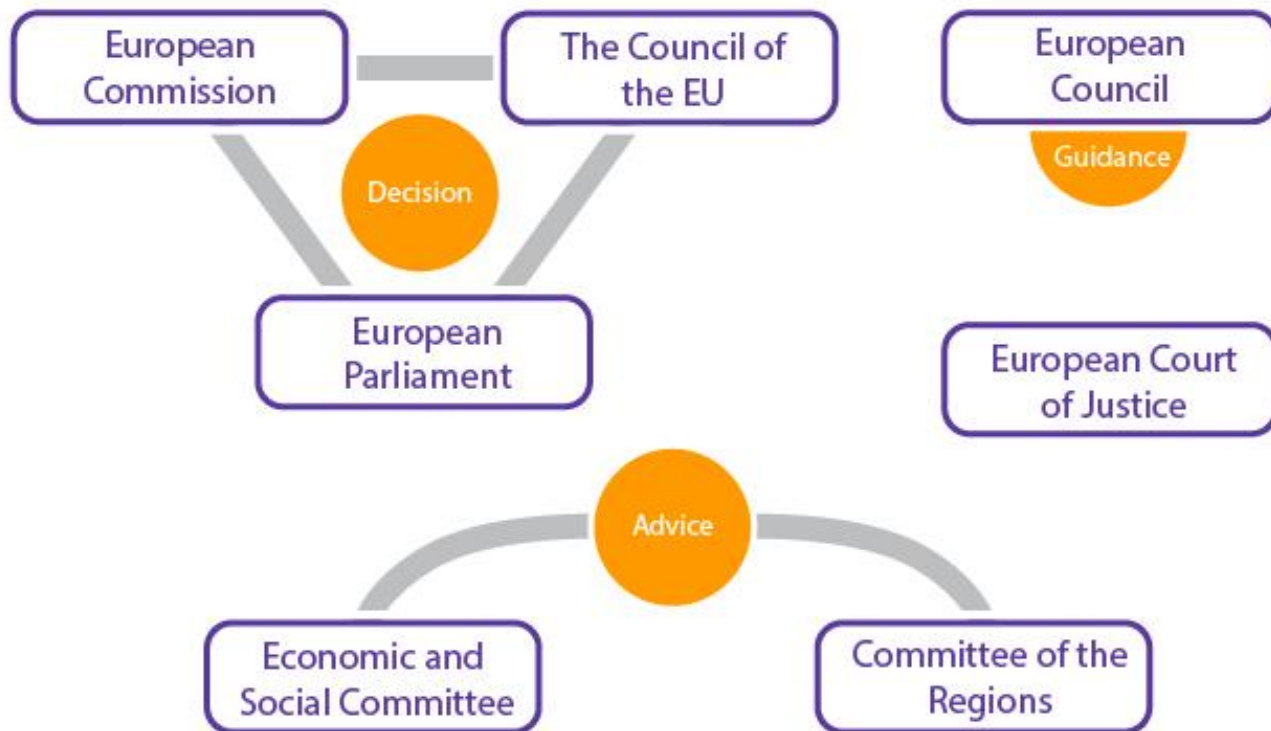 European
Commission
The Council of
the EU
European
Council
Decision
Guidance
European
Parliament
European Court
of Justice
Advice
Economic and
Social Committee
Committee of the
Regions